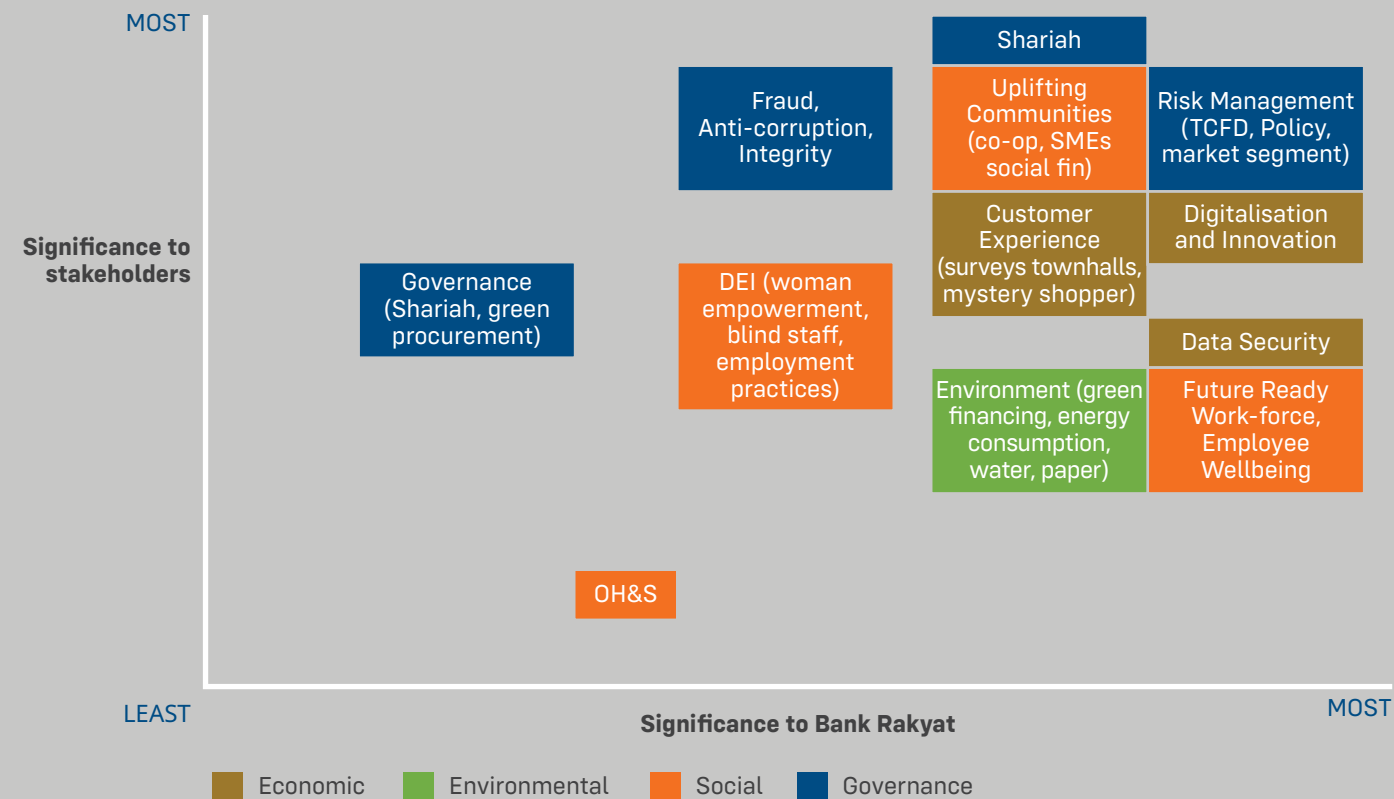 MOST
Significance to
stakeholders
Shariah
Fraud,
Anti-corruption,
Integrity
Uplifting
Communities
(co-op, SMEs
social fin)
Risk Management
(TCFD, Policy,
market segment)
Customer
Experience
(surveys townhalls,
mystery shopper)
Digitalisation
and Innovation
Governance
(Shariah, green
procurement)
DEI (woman
empowerment,
blind staff,
employment
practices)
Data Security
Environment (green
financing, energy
consumption,
water, paper)
Future Ready
Work-force,
Employee
Wellbeing
OH&S
LEAST
Significance to Bank Rakyat
MOST
Economic
Environmental
Social
Governance